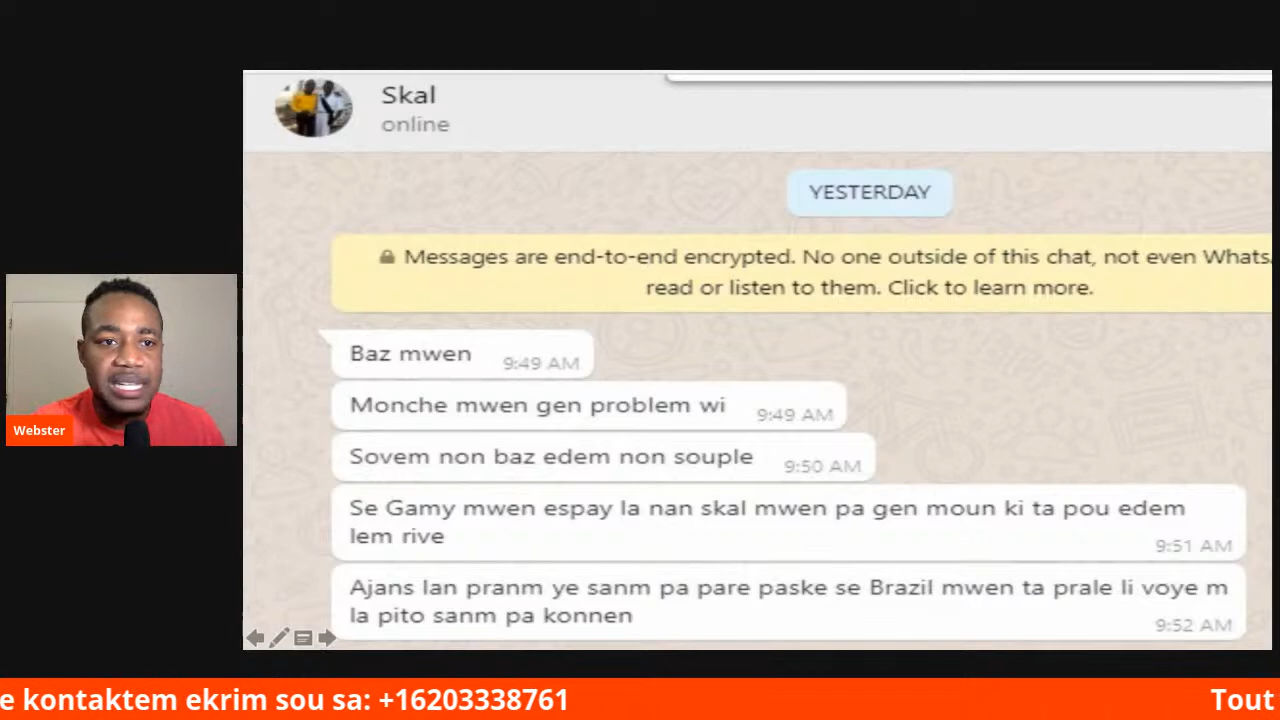 Skal
online
YESTERDAY
Messages are end-to-end encrypted. No one outside of this chat, not even Whats
read or listen to them. Click to learn more.
Baz mwen 9:49 AM
Monche mwen gen problem wi 9:49 AM
Sovem non baz edem non souple 9:50 AM
Se Gamy mwen espay la nan skal mwen pa gen moun ki ta pou edem
lem rive 9:51 AM
Ajans lan pranm ye sanm pa pare paske se Brazil mwen ta prale li voye m
la pito sanm pa konnen 9:52 AM
Webster
e kontaktem ekrim sou sa: +16203338761 Tout